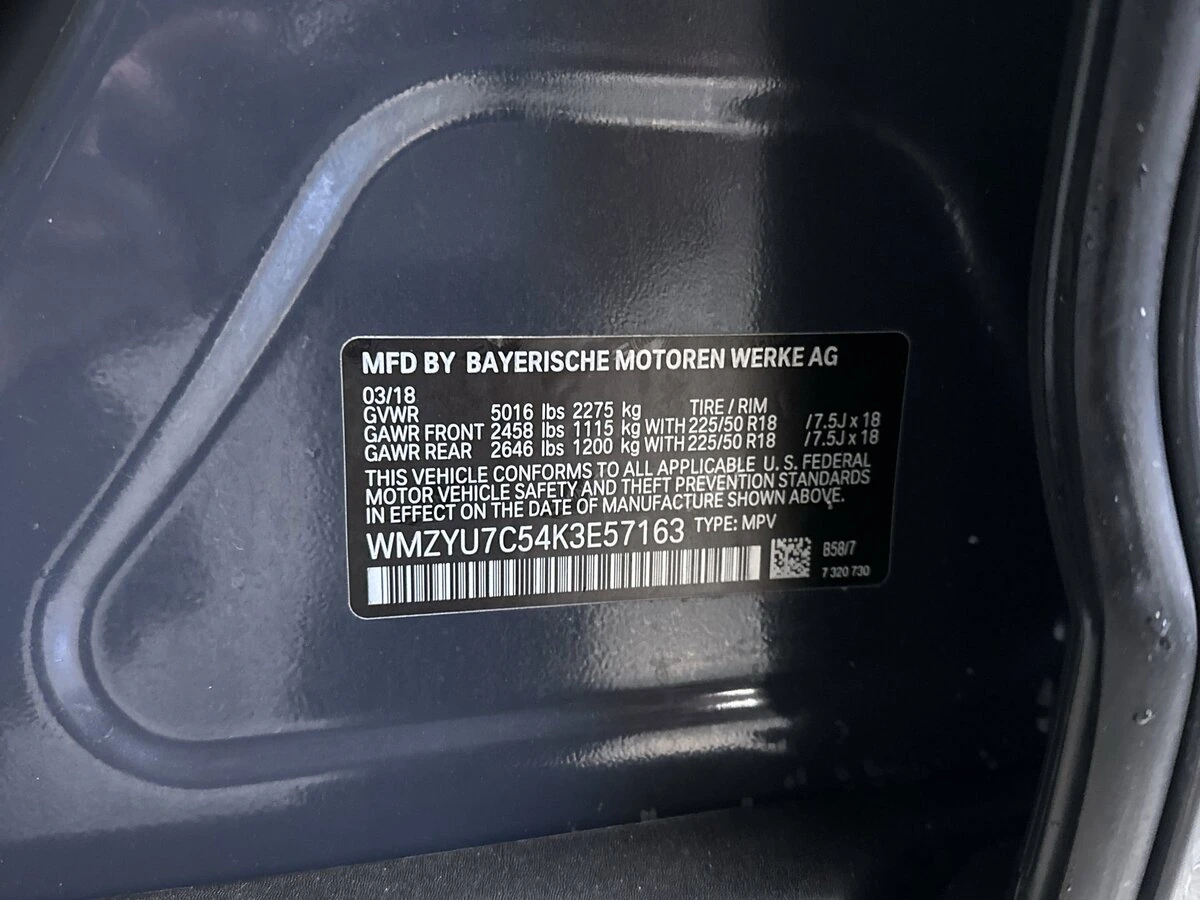 MFD BY BAYERISCHE MOTOREN WERKE AG
03/18
GVWR 5016 lbs 2275 kg TIRE / RIM
GAWR FRONT 2458 lbs 1115 kg WITH 225/50 R18 /7.5J x 18
GAWR REAR 2646 lbs 1200 kg WITH 225/50 R18 /7.5J x 18
THIS VEHICLE CONFORMS TO ALL APPLICABLE U. S. FEDERAL
MOTOR VEHICLE SAFETY AND THEFT PREVENTION STANDARDS
IN EFFECT ON THE DATE OF MANUFACTURE SHOWN ABOVE.
WMZYU7C54K3E57163 TYPE: MPV
B58/7
7 320 730